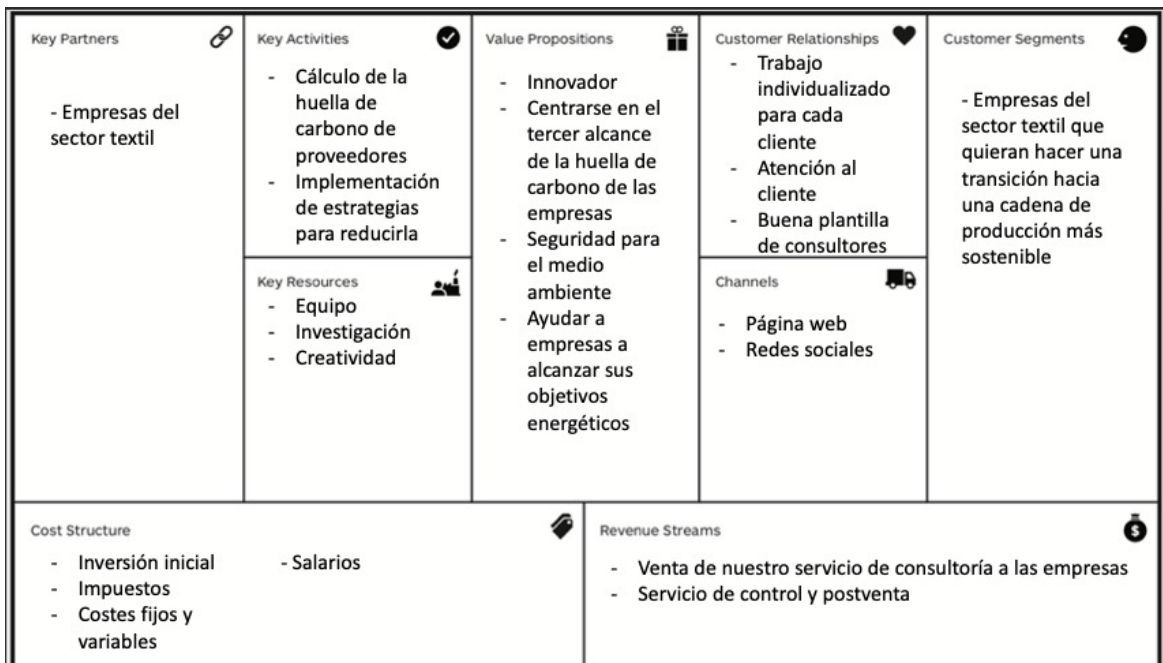 Key Partners
- Empresas del
sector textil
Key Activities
- Cálculo de la
huella de
carbono de
proveedores
- Implementación
de estrategias
para reducirla
Key Resources
- Equipo
- Investigación
- Creatividad
Value Propositions
- Innovador
- Centrarse en el
tercer alcance
de la huella de
carbono de las
empresas
- Seguridad para
el medio
ambiente
- Ayudar a
empresas a
alcanzar sus
objetivos
energéticos
Customer Relationships
- Trabajo
individualizado
para cada
cliente
- Atención al
cliente
- Buena plantilla
de consultores
Channels
- Página web
- Redes sociales
Customer Segments
- Empresas del
sector textil que
quieran hacer una
transición hacia
una cadena de
producción más
sostenible
Cost Structure
- Inversión inicial
- Impuestos
- Costes fijos y
variables
- Salarios
Revenue Streams
- Venta de nuestro servicio de consultoría a las empresas
- Servicio de control y postventa